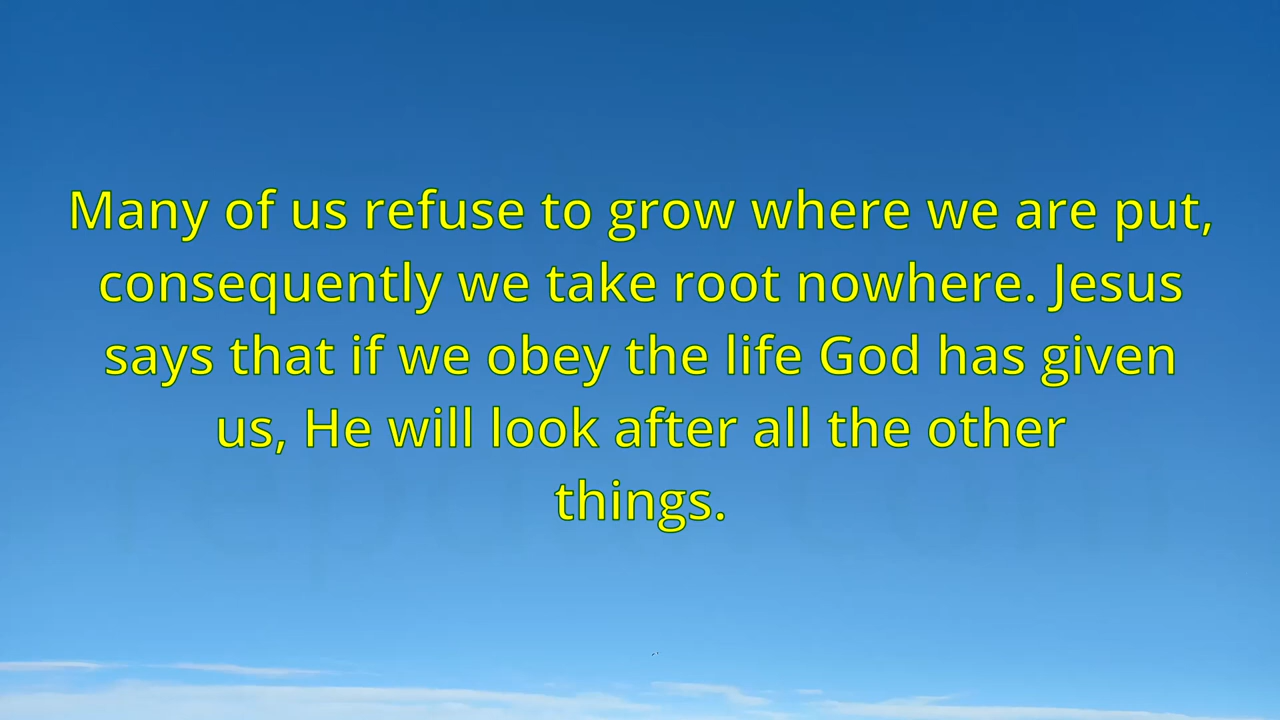 Many of us refuse to grow where we are put,
consequently we take root nowhere. Jesus
says that if we obey the life God has given
us, He will look after all the other
things.